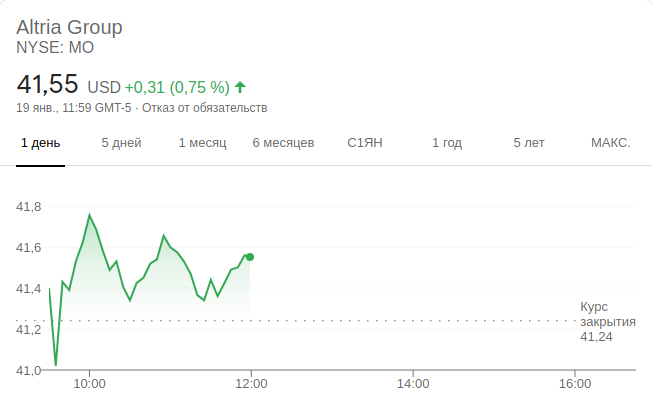 Altria Group
NYSE: MO
41,55 USD +0,31 (0,75 %)
19 янв., 11:59 GMT-5 · Отказ от обязательств
1 день 5 дней 1 месяц 6 месяцев С1ЯН 1 год 5 лет МАКС.
41,8
41,6
41,4
Курс
закрытия
41,24
41,2
41,0
10:00 12:00 14:00 16:00